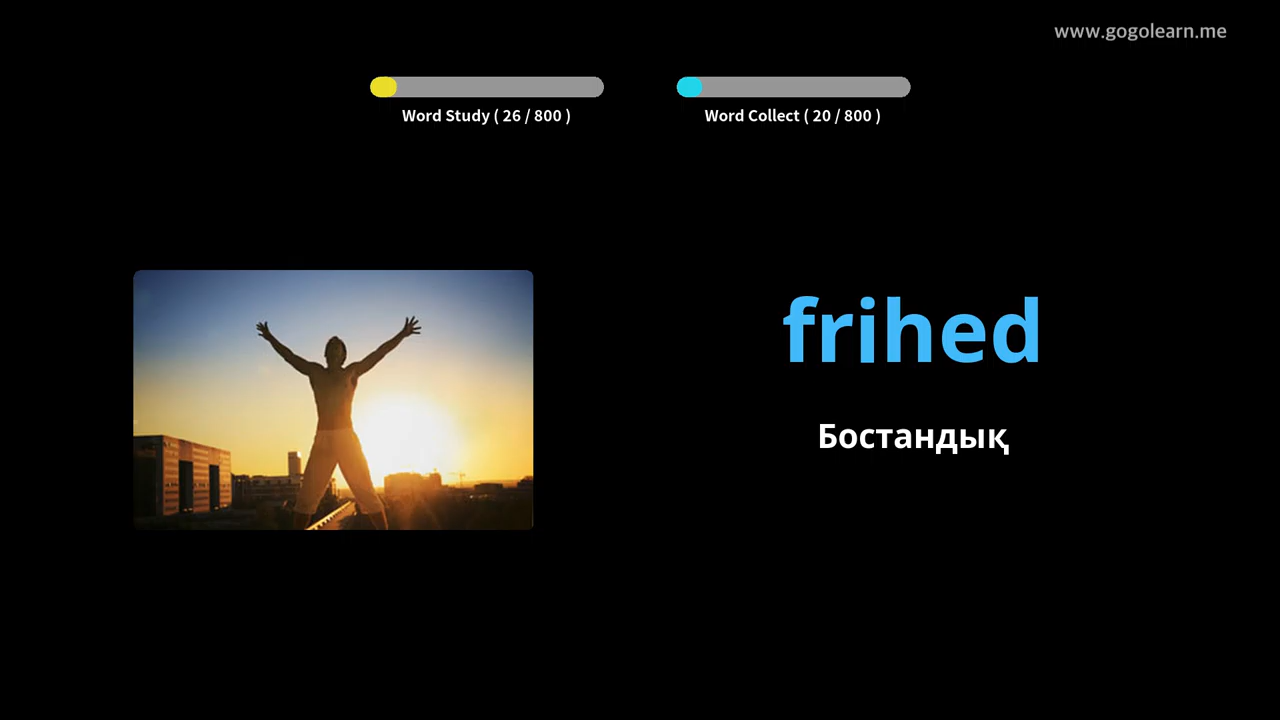 www.gogolearn.me
Word Study ( 26 / 800 )
Word Collect ( 20 / 800 )
frihed
Бостандық